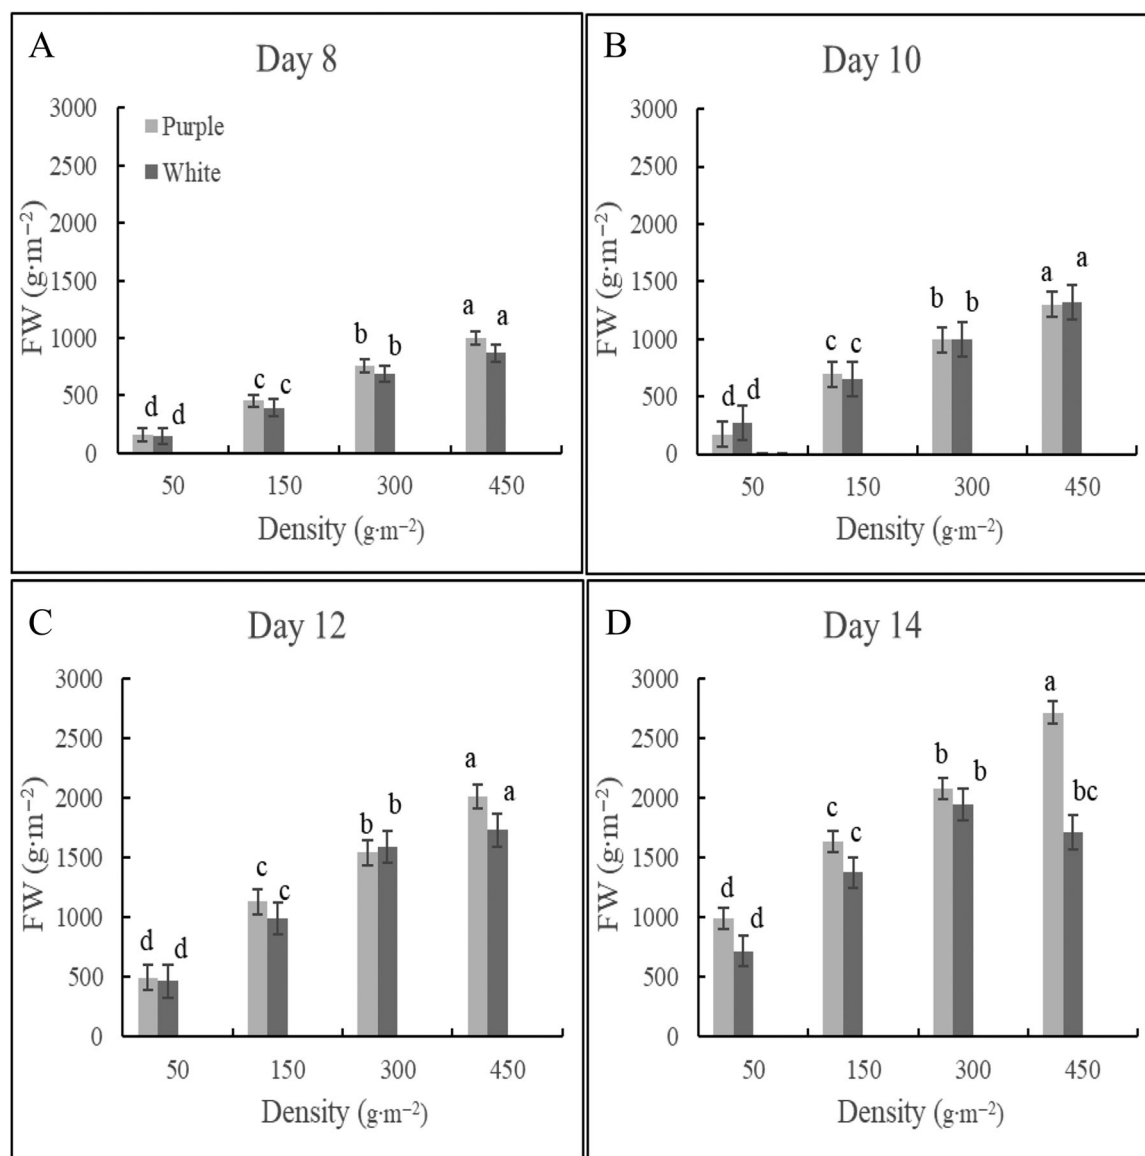 A
Day 8
3000
2500
2000
1500
1000
500
0
FW (g·m⁻²)
Purple
White
d d c c b b a a
50 150 300 450
Density (g·m⁻²)
B
Day 10
3000
2500
2000
1500
1000
500
0
FW (g·m⁻²)
d d c c b b a a
50 150 300 450
Density (g·m⁻²)
C
Day 12
3000
2500
2000
1500
1000
500
0
FW (g·m⁻²)
d d c c b b a a
50 150 300 450
Density (g·m⁻²)
D
Day 14
3000
2500
2000
1500
1000
500
0
FW (g·m⁻²)
d d c c b b a bc
50 150 300 450
Density (g·m⁻²)